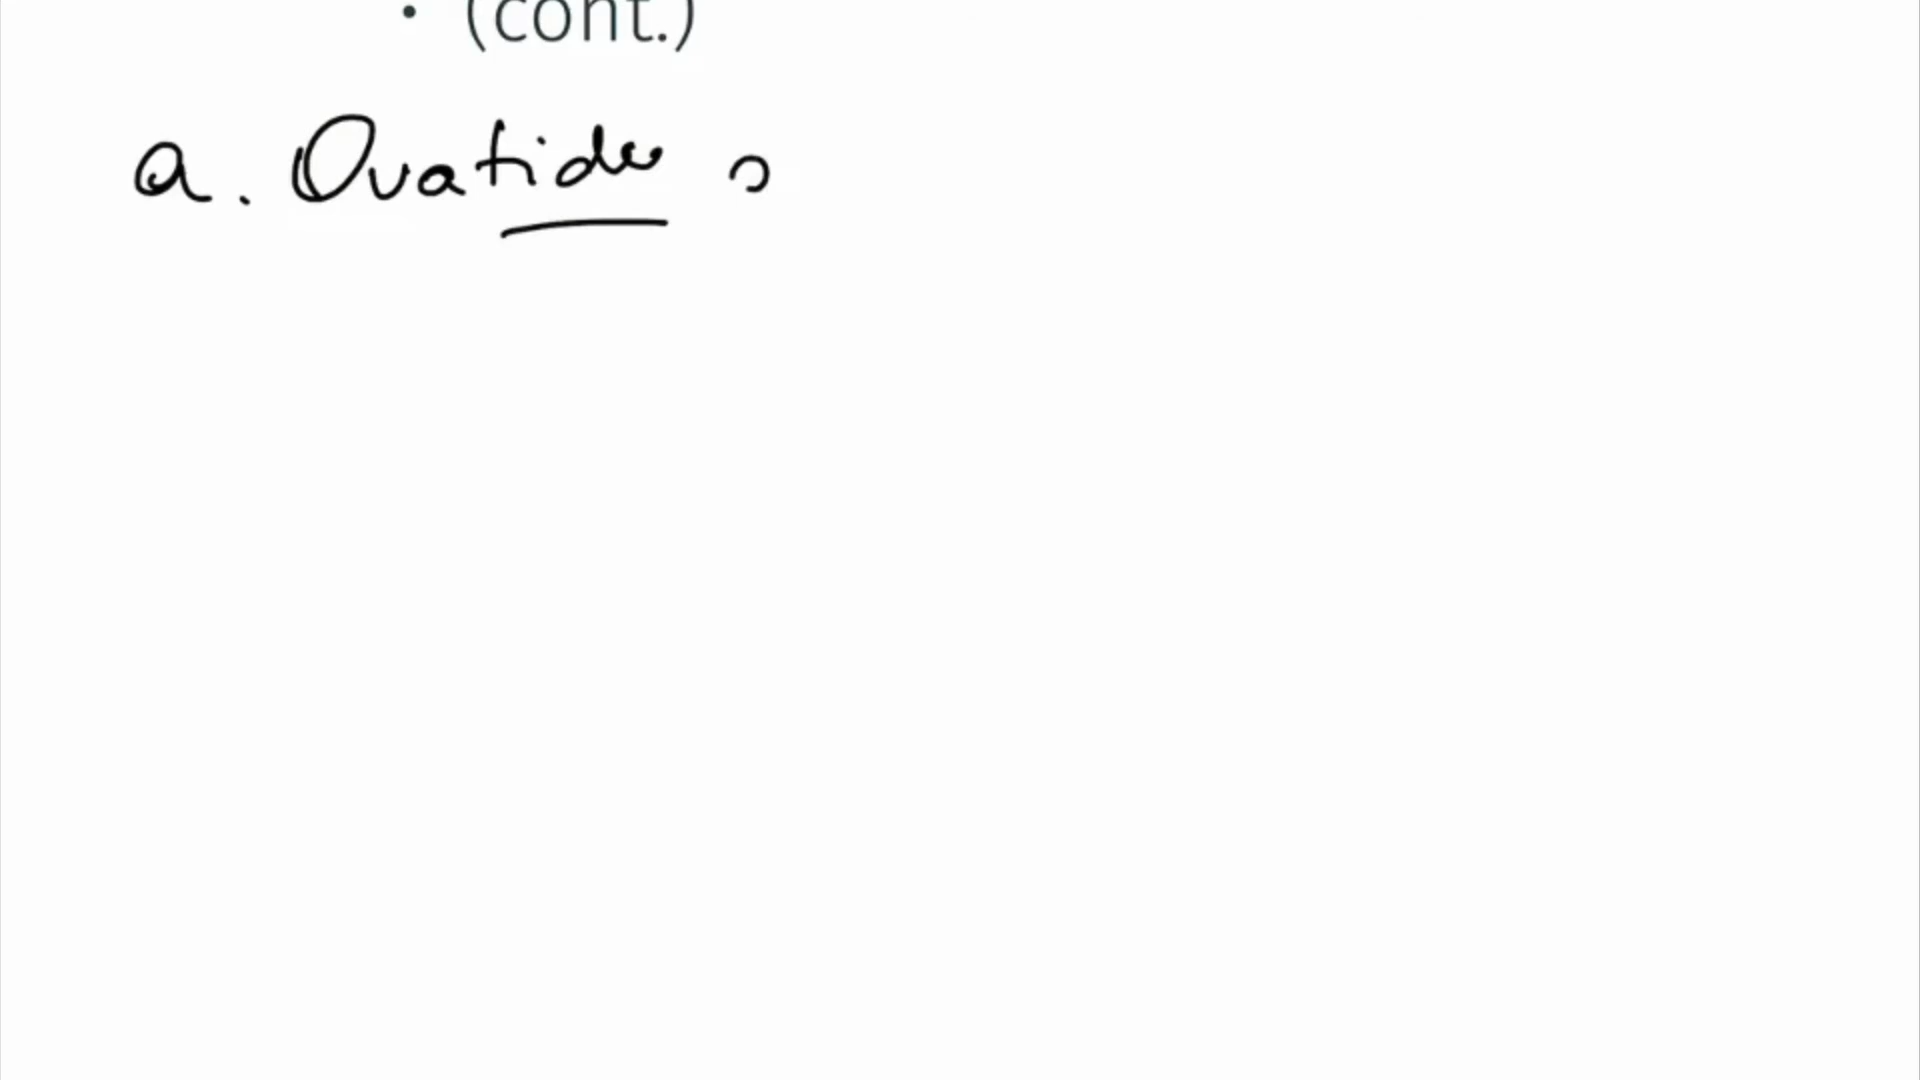 • (cont.)
a. Ovatide